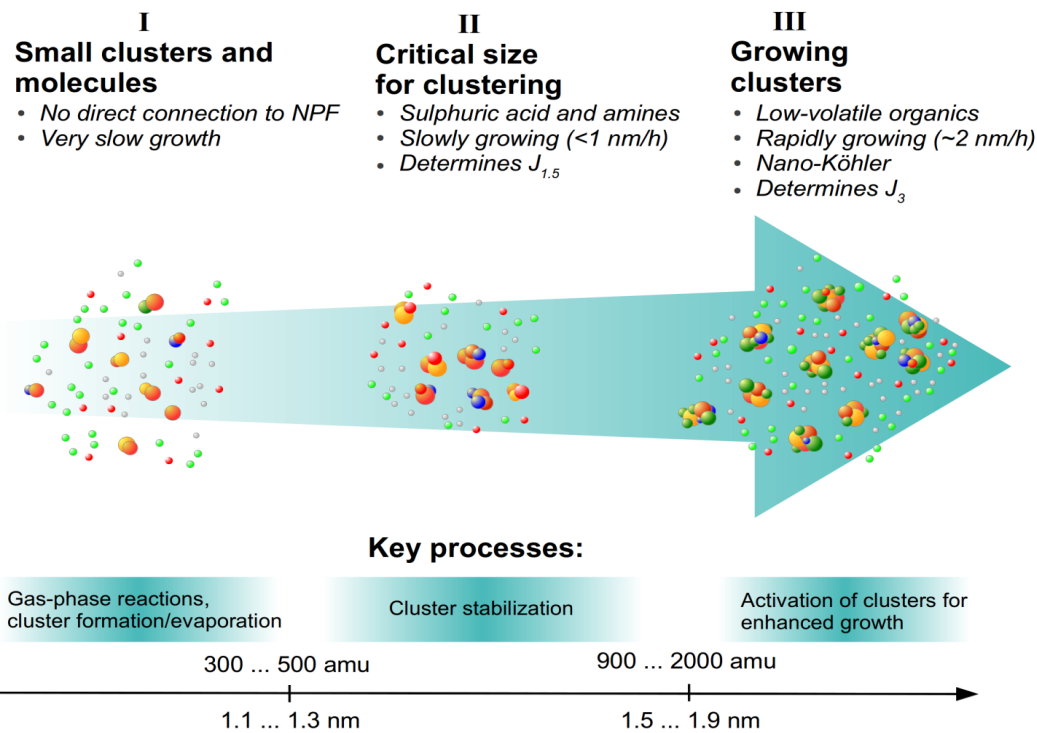 I
Small clusters and
molecules
• No direct connection to NPF
• Very slow growth
II
Critical size
for clustering
• Sulphuric acid and amines
• Slowly growing (<1 nm/h)
• Determines J1.5
III
Growing
clusters
• Low-volatile organics
• Rapidly growing (~2 nm/h)
• Nano-Köhler
• Determines J3
Key processes:
Gas-phase reactions,
cluster formation/evaporation
Cluster stabilization
Activation of clusters for
enhanced growth
300 ... 500 amu
900 ... 2000 amu
1.1 ... 1.3 nm
1.5 ... 1.9 nm